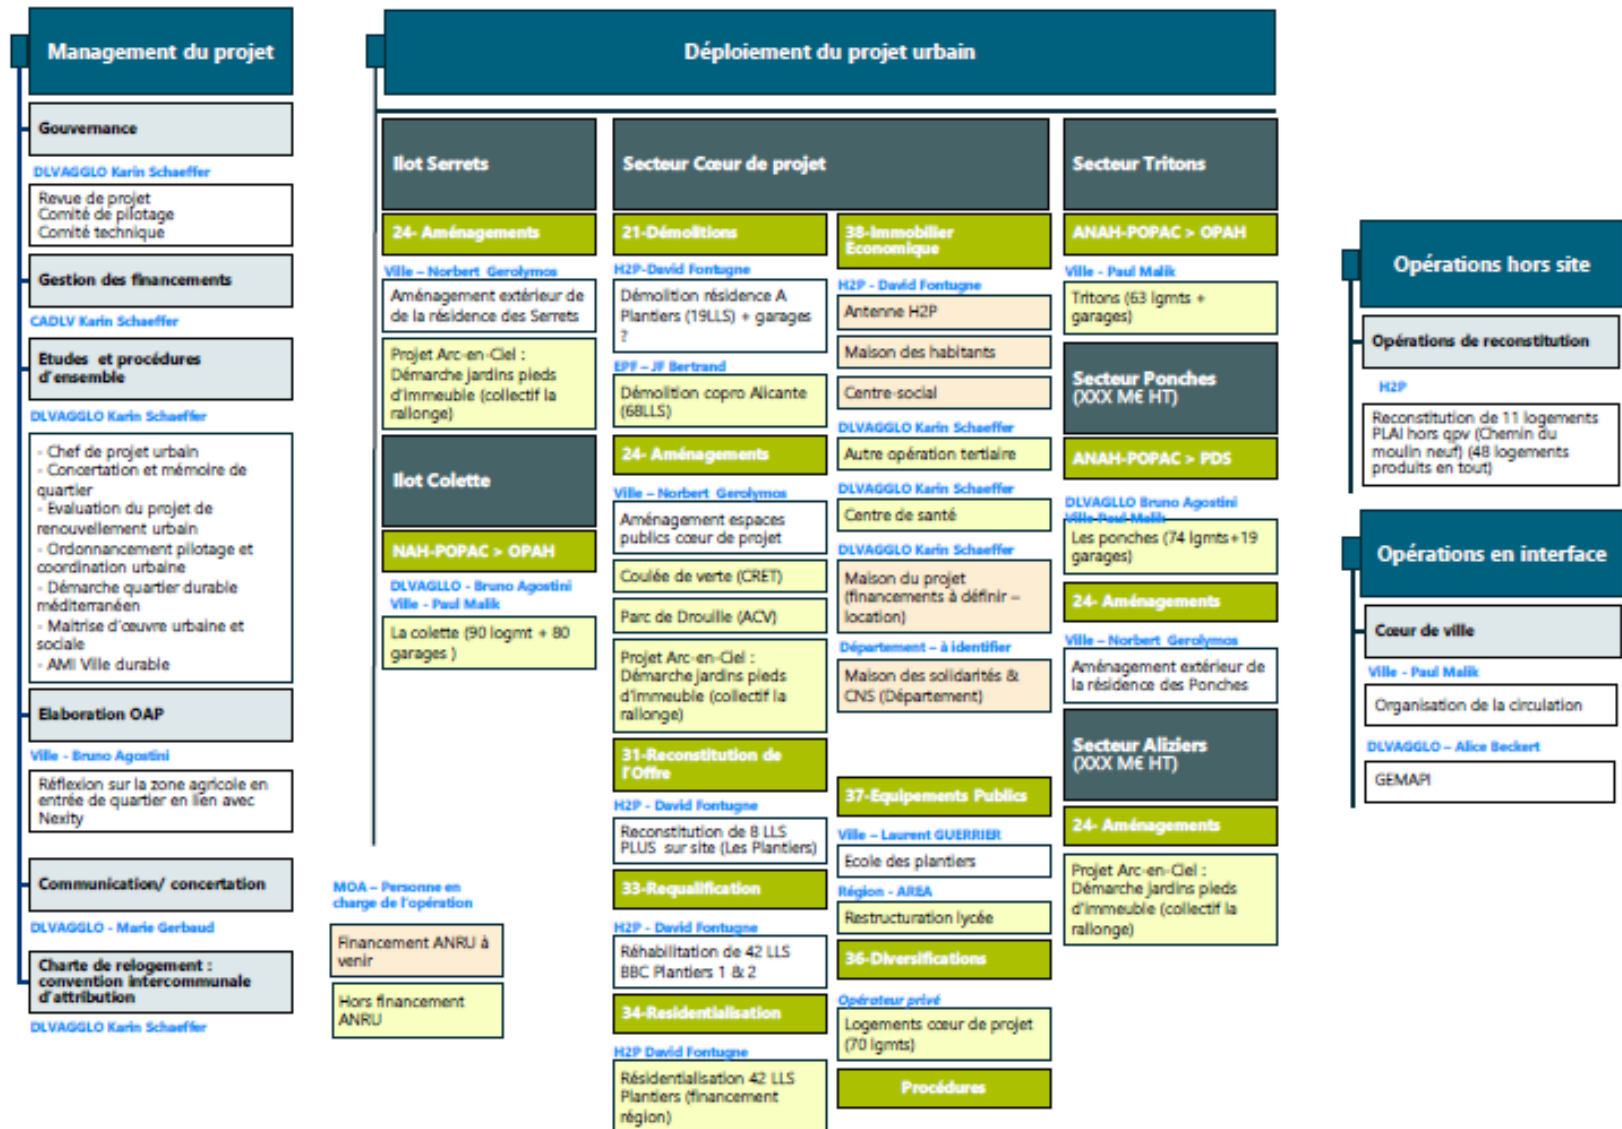 Management du projet
Gouvernance
DLVAGGLO Karin Schaeffer
Revue de projet
Comité de pilotage
Comité technique
Gestion des financements
CADLV Karin Schaeffer
Etudes et procédures
d'ensemble
DLVAGGLO Karin Schaeffer
- Chef de projet urbain
- Concertation et mémoire de
quartier
- Evaluation du projet de
renouvellement urbain
- Ordonnancement pilotage et
coordination urbaine
- Démarche quartier durable
méditerranéen
- Maitrise d'œuvre urbaine et
sociale
- AMI Ville durable
Elaboration OAP
Ville - Bruno Agostini
Réflexion sur la zone agricole en
entrée de quartier en lien avec
Nexity
Communication/ concertation
DLVAGGLO - Marie Gerbaud
Charte de relogement :
convention intercommunale
d'attribution
DLVAGGLO Karin Schaeffer
Déploiement du projet urbain
Ilot Serrets
24- Aménagements
Ville – Norbert Gerolymos
Aménagement extérieur de
la résidence des Serrets
Projet Arc-en-Ciel :
Démarche jardins pieds
d'immeuble (collectif la
rallonge)
Ilot Colette
NAH-POPAC > OPAH
DLVAGLLO - Bruno Agostini
Ville - Paul Malik
La colette (90 logmt + 80
garages )
MOA – Personne en
charge de l'opération
Financement ANRU à
venir
Hors financement
ANRU
Secteur Cœur de projet
21-Démolitions
H2P-David Fontugne
Démolition résidence A
Plantiers (19LLS) + garages
?
EPF – JF Bertrand
Démolition copro Alicante
(68LLS)
24- Aménagements
Ville – Norbert Gerolymos
Aménagement espaces
publics cœur de projet
Coulée de verte (CRET)
Parc de Drouille (ACV)
Projet Arc-en-Ciel :
Démarche jardins pieds
d'immeuble (collectif la
rallonge)
31-Reconstitution de
l'Offre
H2P - David Fontugne
Reconstitution de 8 LLS
PLUS sur site (Les Plantiers)
33-Requalification
H2P - David Fontugne
Réhabilitation de 42 LLS
BBC Plantiers 1 & 2
34-Residentialisation
H2P David Fontugne
Résidentialisation 42 LLS
Plantiers (financement
région)
38-Immobilier
Economique
H2P - David Fontugne
Antenne H2P
Maison des habitants
Centre-social
DLVAGGLO Karin Schaeffer
Autre opération tertiaire
DLVAGGLO Karin Schaeffer
Centre de santé
DLVAGGLO Karin Schaeffer
Maison du projet
(financements à définir –
location)
Département – à identifier
Maison des solidarités &
CNS (Département)
37-Equipements Publics
Ville – Laurent GUERRIER
Ecole des plantiers
Région - AREA
Restructuration lycée
36-Diversifications
Opérateur privé
Logements cœur de projet
(70 lgmts)
Procédures
Secteur Tritons
ANAH-POPAC > OPAH
Ville - Paul Malik
Tritons (63 lgmts +
garages)
Secteur Ponches
(XXX M€ HT)
ANAH-POPAC > PDS
DLVAGLLO Bruno Agostini
Ville Paul Malik
Les ponches (74 lgmts+19
garages)
24- Aménagements
Ville – Norbert Gerolymos
Aménagement extérieur de
la résidence des Ponches
Secteur Aliziers
(XXX M€ HT)
24- Aménagements
Projet Arc-en-Ciel :
Démarche jardins pieds
d'immeuble (collectif la
rallonge)
Opérations hors site
Opérations de reconstitution
H2P
Reconstitution de 11 logements
PLAI hors qpv (Chemin du
moulin neuf) (48 logements
produits en tout)
Opérations en interface
Cœur de ville
Ville - Paul Malik
Organisation de la circulation
DLVAGGLO – Alice Beckert
GEMAPI